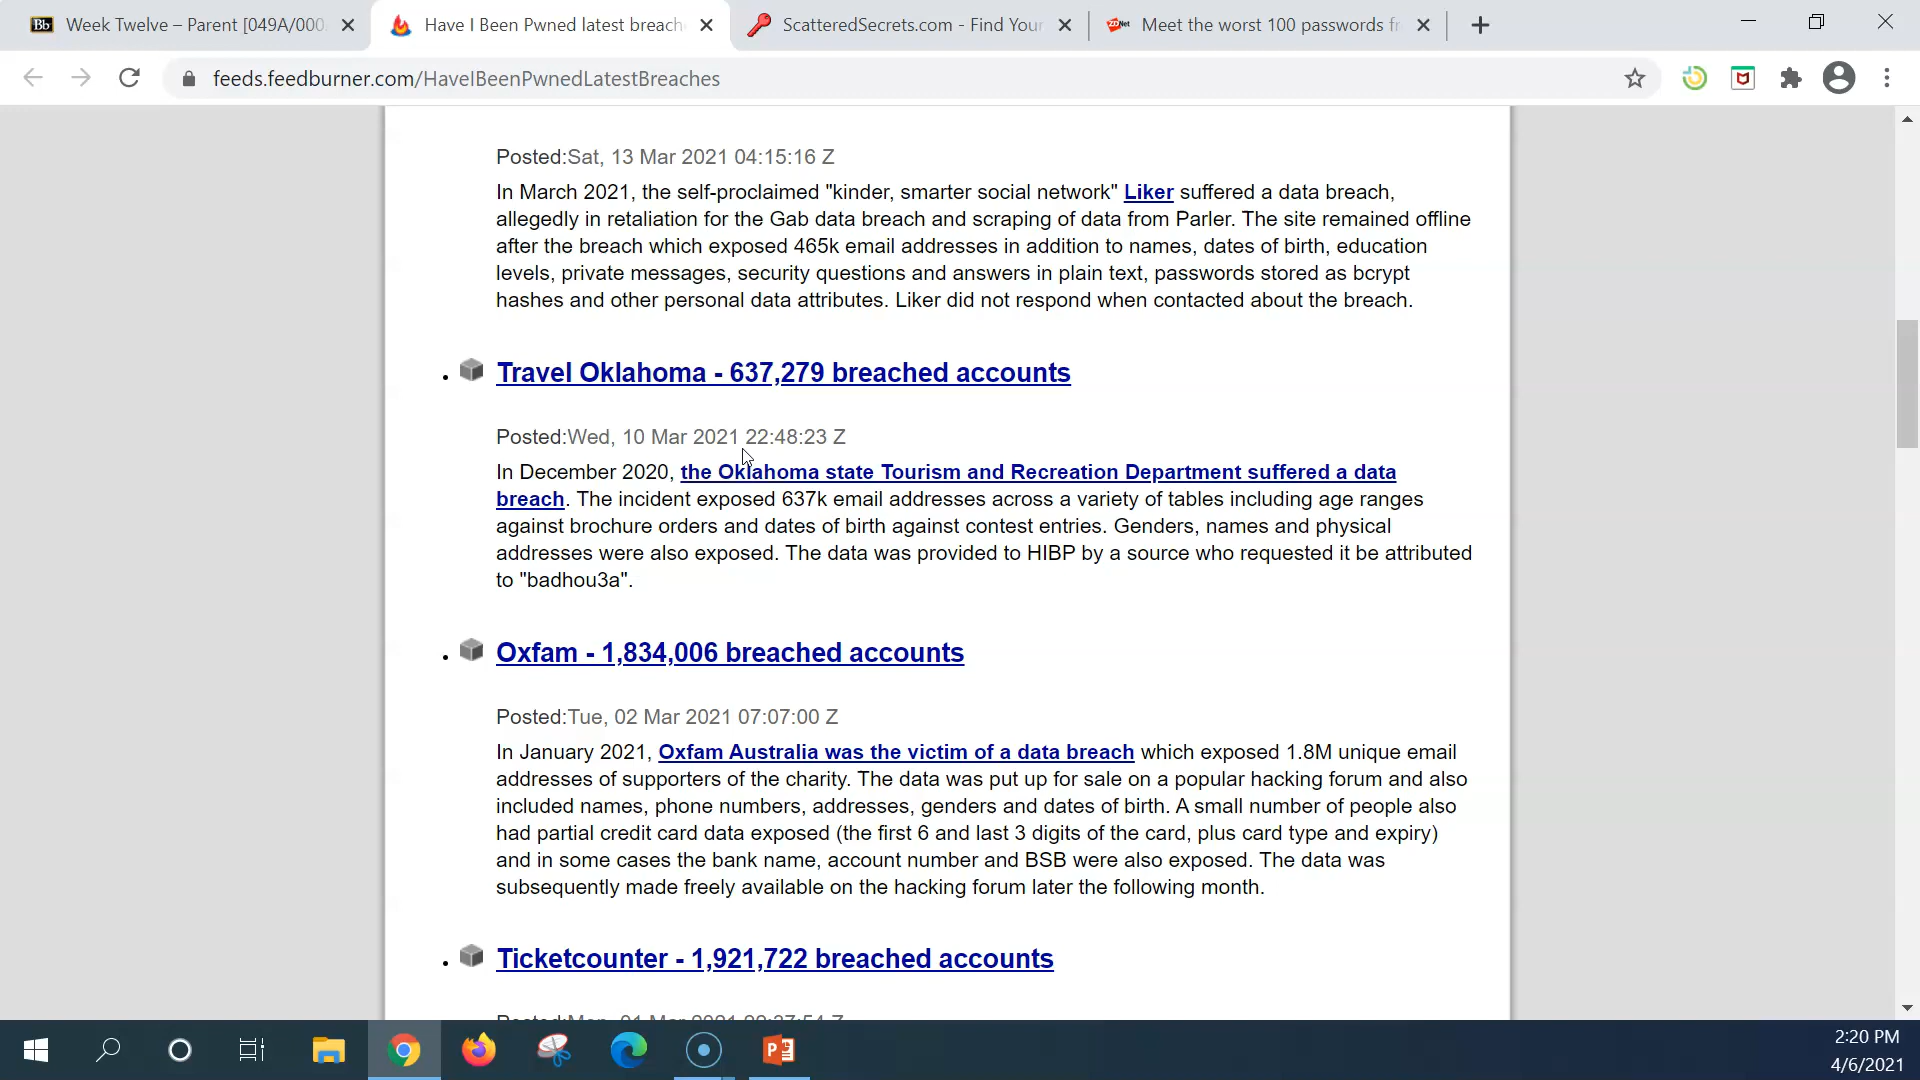 Bb Week Twelve – Parent [049A/000
Have I Been Pwned latest breach
ScatteredSecrets.com - Find Your
ZDNet Meet the worst 100 passwords fr
feeds.feedburner.com/HaveIBeenPwnedLatestBreaches
Posted:Sat, 13 Mar 2021 04:15:16 Z
In March 2021, the self-proclaimed "kinder, smarter social network" Liker suffered a data breach,
allegedly in retaliation for the Gab data breach and scraping of data from Parler. The site remained offline
after the breach which exposed 465k email addresses in addition to names, dates of birth, education
levels, private messages, security questions and answers in plain text, passwords stored as bcrypt
hashes and other personal data attributes. Liker did not respond when contacted about the breach.
Travel Oklahoma - 637,279 breached accounts
Posted:Wed, 10 Mar 2021 22:48:23 Z
In December 2020, the Oklahoma state Tourism and Recreation Department suffered a data
breach. The incident exposed 637k email addresses across a variety of tables including age ranges
against brochure orders and dates of birth against contest entries. Genders, names and physical
addresses were also exposed. The data was provided to HIBP by a source who requested it be attributed
to "badhou3a".
Oxfam - 1,834,006 breached accounts
Posted:Tue, 02 Mar 2021 07:07:00 Z
In January 2021, Oxfam Australia was the victim of a data breach which exposed 1.8M unique email
addresses of supporters of the charity. The data was put up for sale on a popular hacking forum and also
included names, phone numbers, addresses, genders and dates of birth. A small number of people also
had partial credit card data exposed (the first 6 and last 3 digits of the card, plus card type and expiry)
and in some cases the bank name, account number and BSB were also exposed. The data was
subsequently made freely available on the hacking forum later the following month.
Ticketcounter - 1,921,722 breached accounts
Posted:Mon, 01 Mar 2021 22:37:54 Z
2:20 PM
4/6/2021